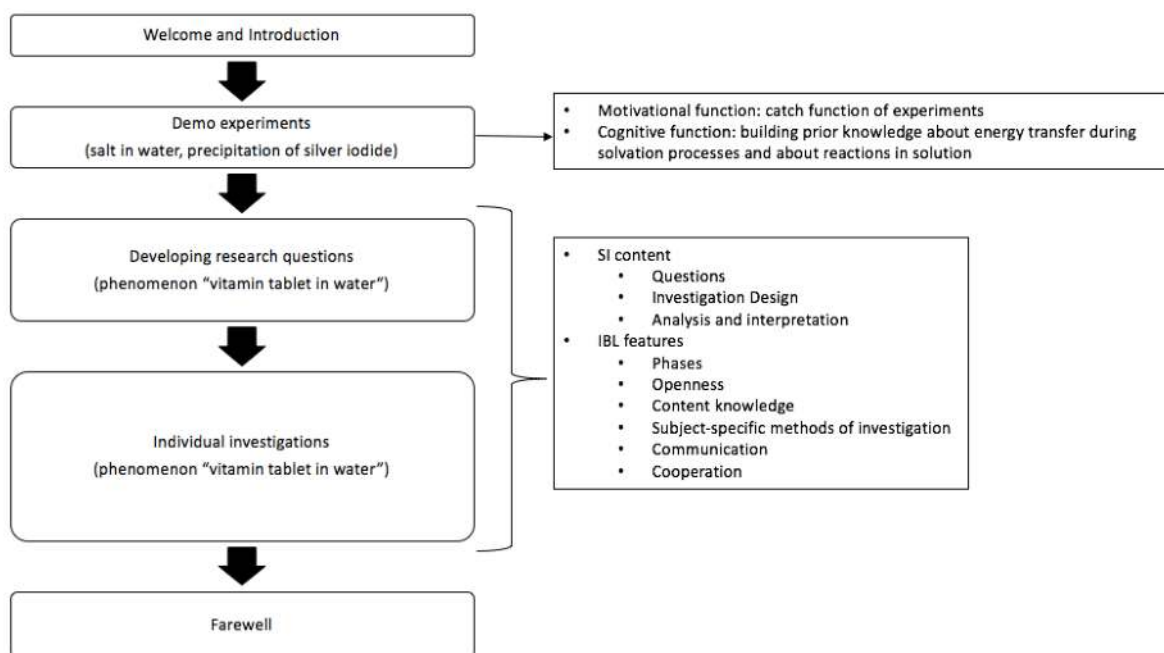 Welcome and Introduction
Demo experiments
(salt in water, precipitation of silver iodide)
• Motivational function: catch function of experiments
• Cognitive function: building prior knowledge about energy transfer during
solvation processes and about reactions in solution
Developing research questions
(phenomenon “vitamin tablet in water”)
Individual investigations
(phenomenon “vitamin tablet in water”)
• SI content
• Questions
• Investigation Design
• Analysis and interpretation
• IBL features
• Phases
• Openness
• Content knowledge
• Subject-specific methods of investigation
• Communication
• Cooperation
Farewell